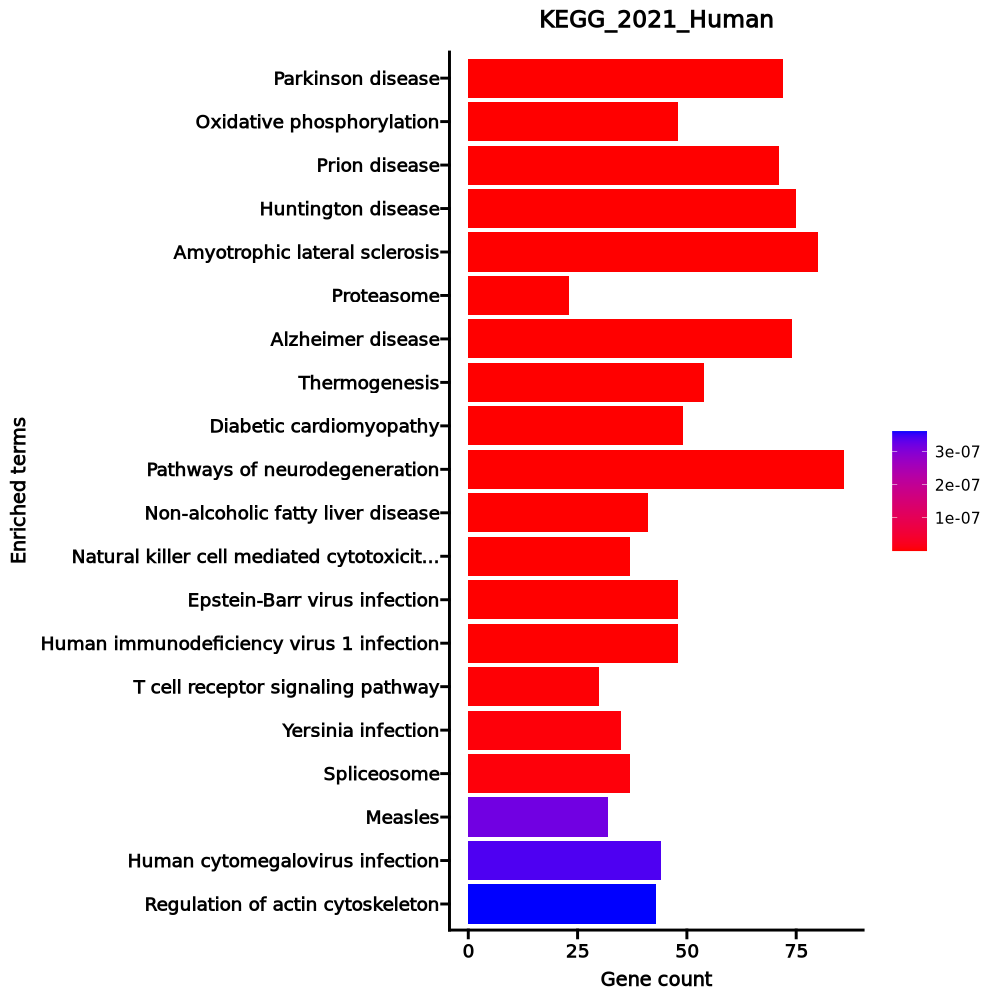 KEGG_2021_Human
Parkinson disease
Oxidative phosphorylation
Prion disease
Huntington disease
Amyotrophic lateral sclerosis
Proteasome
Alzheimer disease
Thermogenesis
Diabetic cardiomyopathy
Pathways of neurodegeneration
Non-alcoholic fatty liver disease
Natural killer cell mediated cytotoxicit...
Epstein-Barr virus infection
Human immunodeficiency virus 1 infection
T cell receptor signaling pathway
Yersinia infection
Spliceosome
Measles
Human cytomegalovirus infection
Regulation of actin cytoskeleton
Enriched terms
0 25 50 75
Gene count
3e-07
2e-07
1e-07